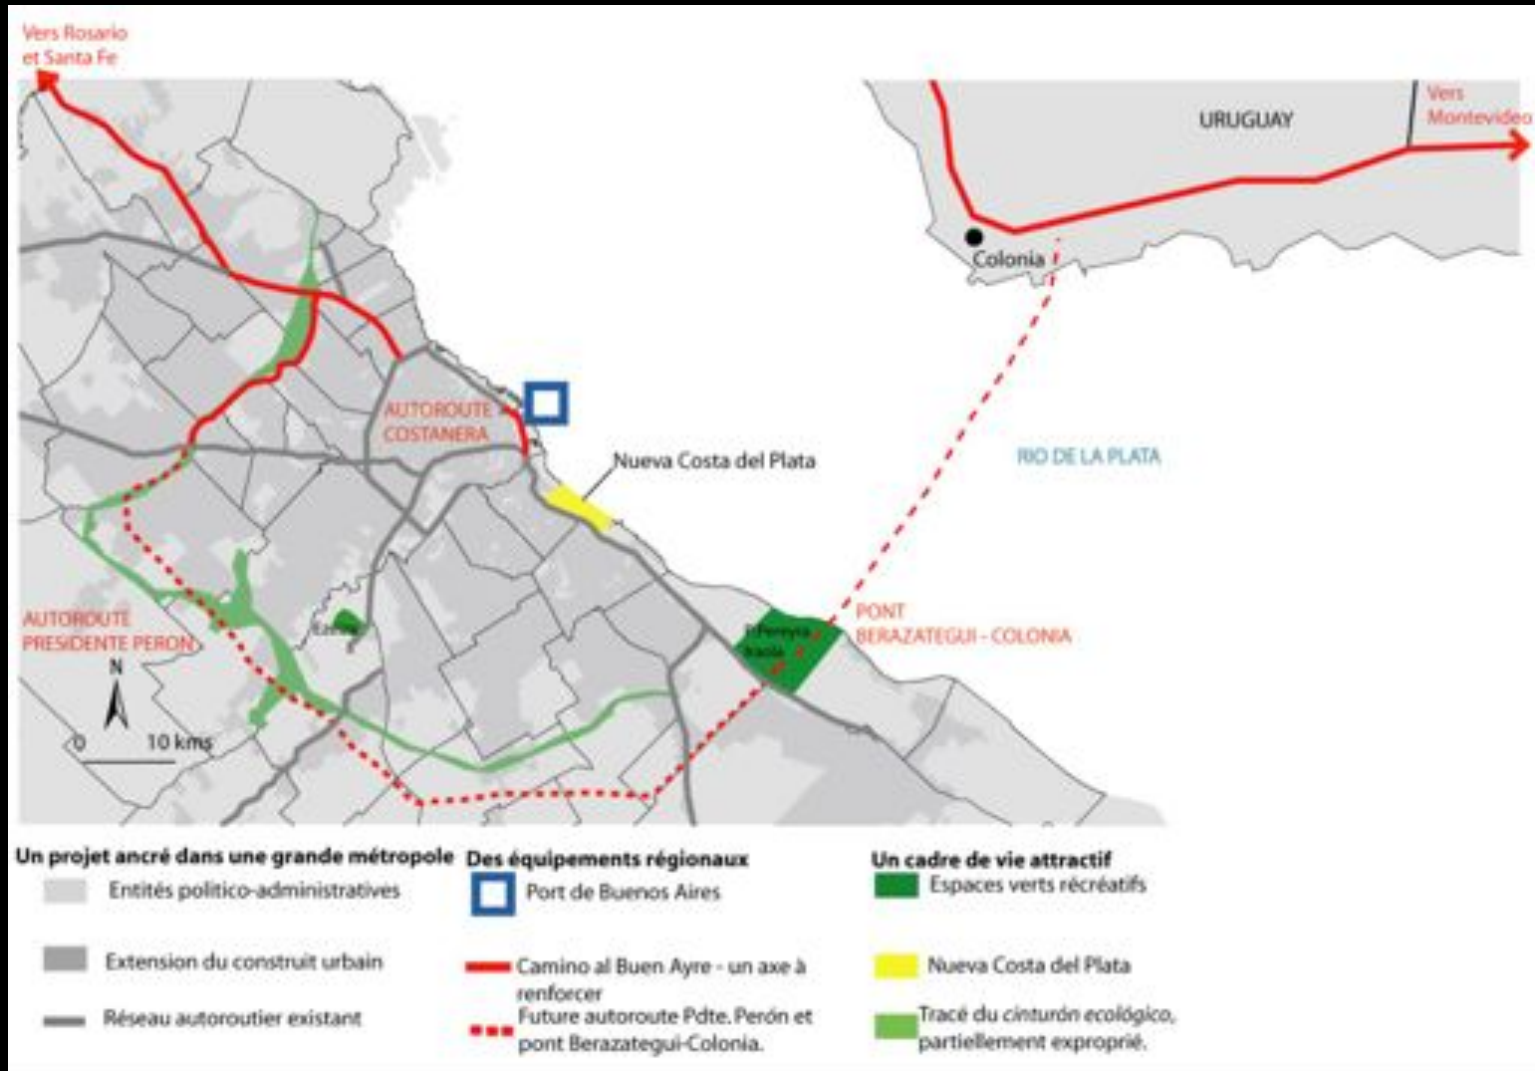 Vers Rosario
et Santa Fe
URUGUAY
Vers
Montevideo
Colonia
AUTOROUTE
COSTANERA
Nueva Costa del Plata
RIO DE LA PLATA
AUTOROUTE
PRESIDENTE PERON
Ezeiza
P.Pereyra
Iraola
PONT
BERAZATEGUI - COLONIA
N
0 10 kms
Un projet ancré dans une grande métropole
Entités politico-administratives
Extension du construit urbain
Réseau autoroutier existant
Des équipements régionaux
Port de Buenos Aires
Camino al Buen Ayre - un axe à
renforcer
Future autoroute Pdte. Perón et
pont Berazategui-Colonia.
Un cadre de vie attractif
Espaces verts récréatifs
Nueva Costa del Plata
Tracé du cinturón ecológico,
partiellement exproprié.